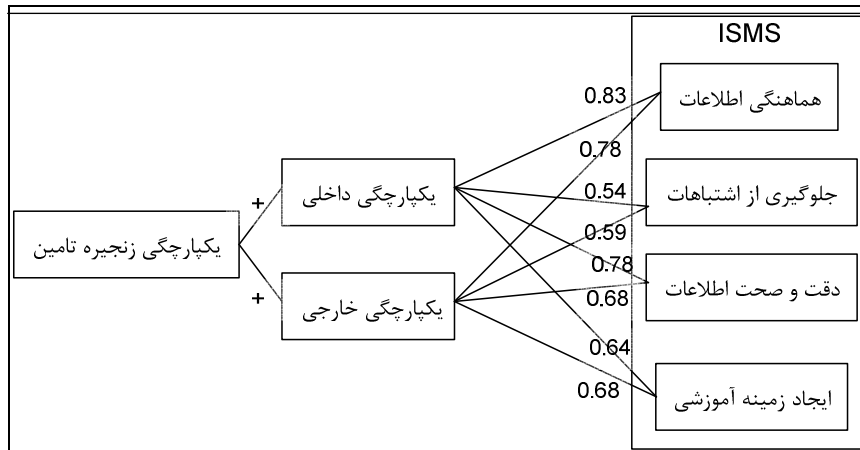 ISMS
هماهنگی اطلاعات
0.83
0.78
جلوگیری از اشتباهات
یکپارچگی داخلی
0.54
+
0.59
یکپارچگی زنجیره تامین
دقت و صحت اطلاعات
0.78
+
یکپارچگی خارجی
0.68
0.64
0.68
ایجاد زمینه آموزشی